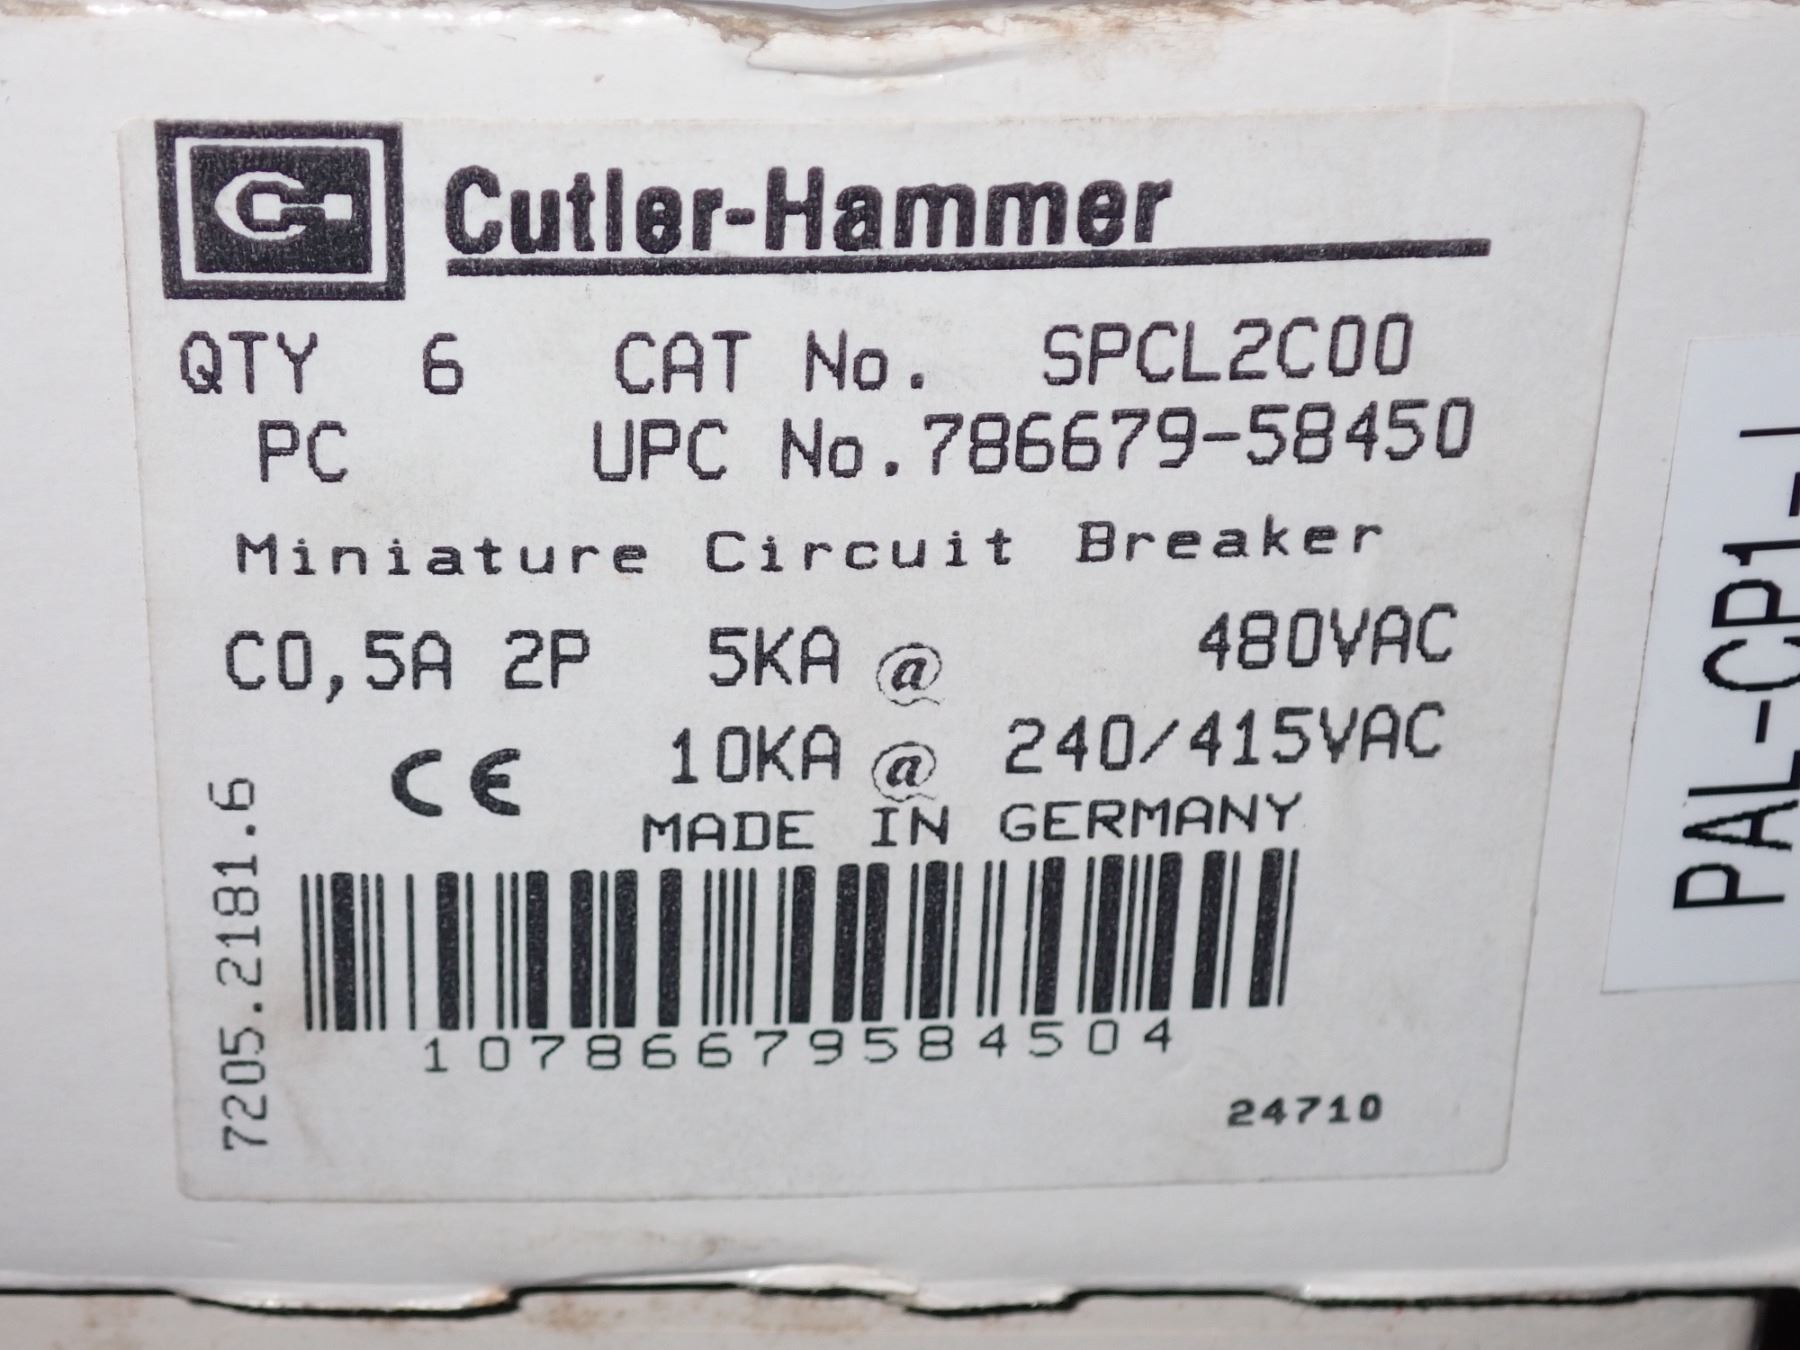 Cutler-Hammer
QTY 6 CAT No. SPCL2C00
PC UPC No.786679-58450
Miniature Circuit Breaker
C0,5A 2P 5KA @ 480VAC
CE 10KA @ 240/415VAC
MADE IN GERMANY
10786679584504
24710
7205.2181.6
PAL-CP1-